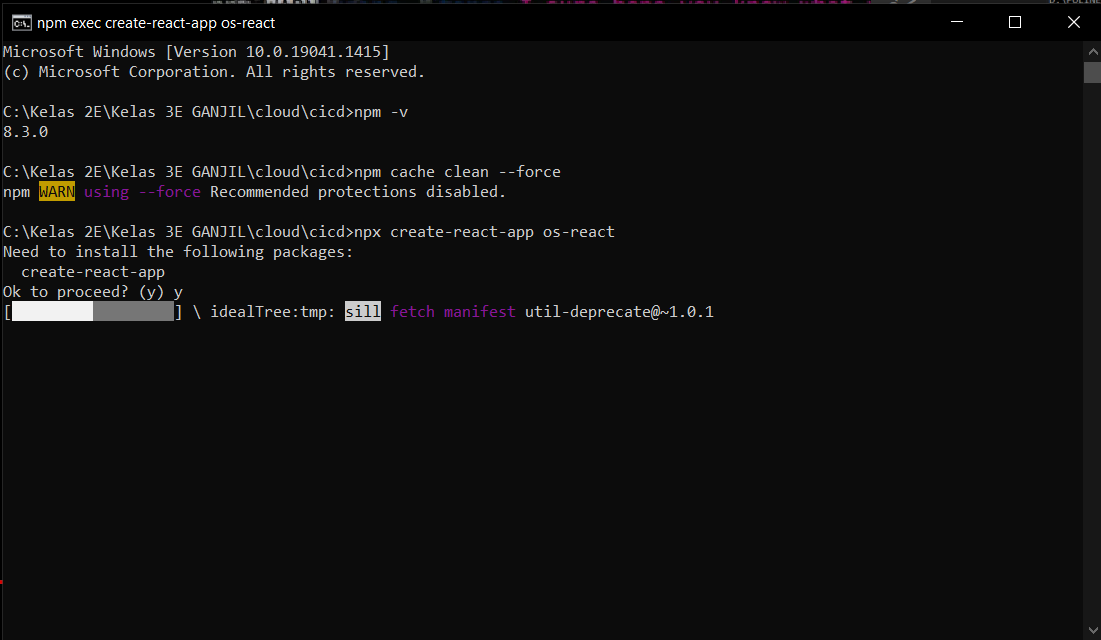 npm exec create-react-app os-react
Microsoft Windows [Version 10.0.19041.1415]
(c) Microsoft Corporation. All rights reserved.
C:\Kelas 2E\Kelas 3E GANJIL\cloud\cicd>npm -v
8.3.0
C:\Kelas 2E\Kelas 3E GANJIL\cloud\cicd>npm cache clean --force
npm WARN using --force Recommended protections disabled.
C:\Kelas 2E\Kelas 3E GANJIL\cloud\cicd>npx create-react-app os-react
Need to install the following packages:
  create-react-app
Ok to proceed? (y) y
[                  ] \ idealTree:tmp: sill fetch manifest util-deprecate@~1.0.1